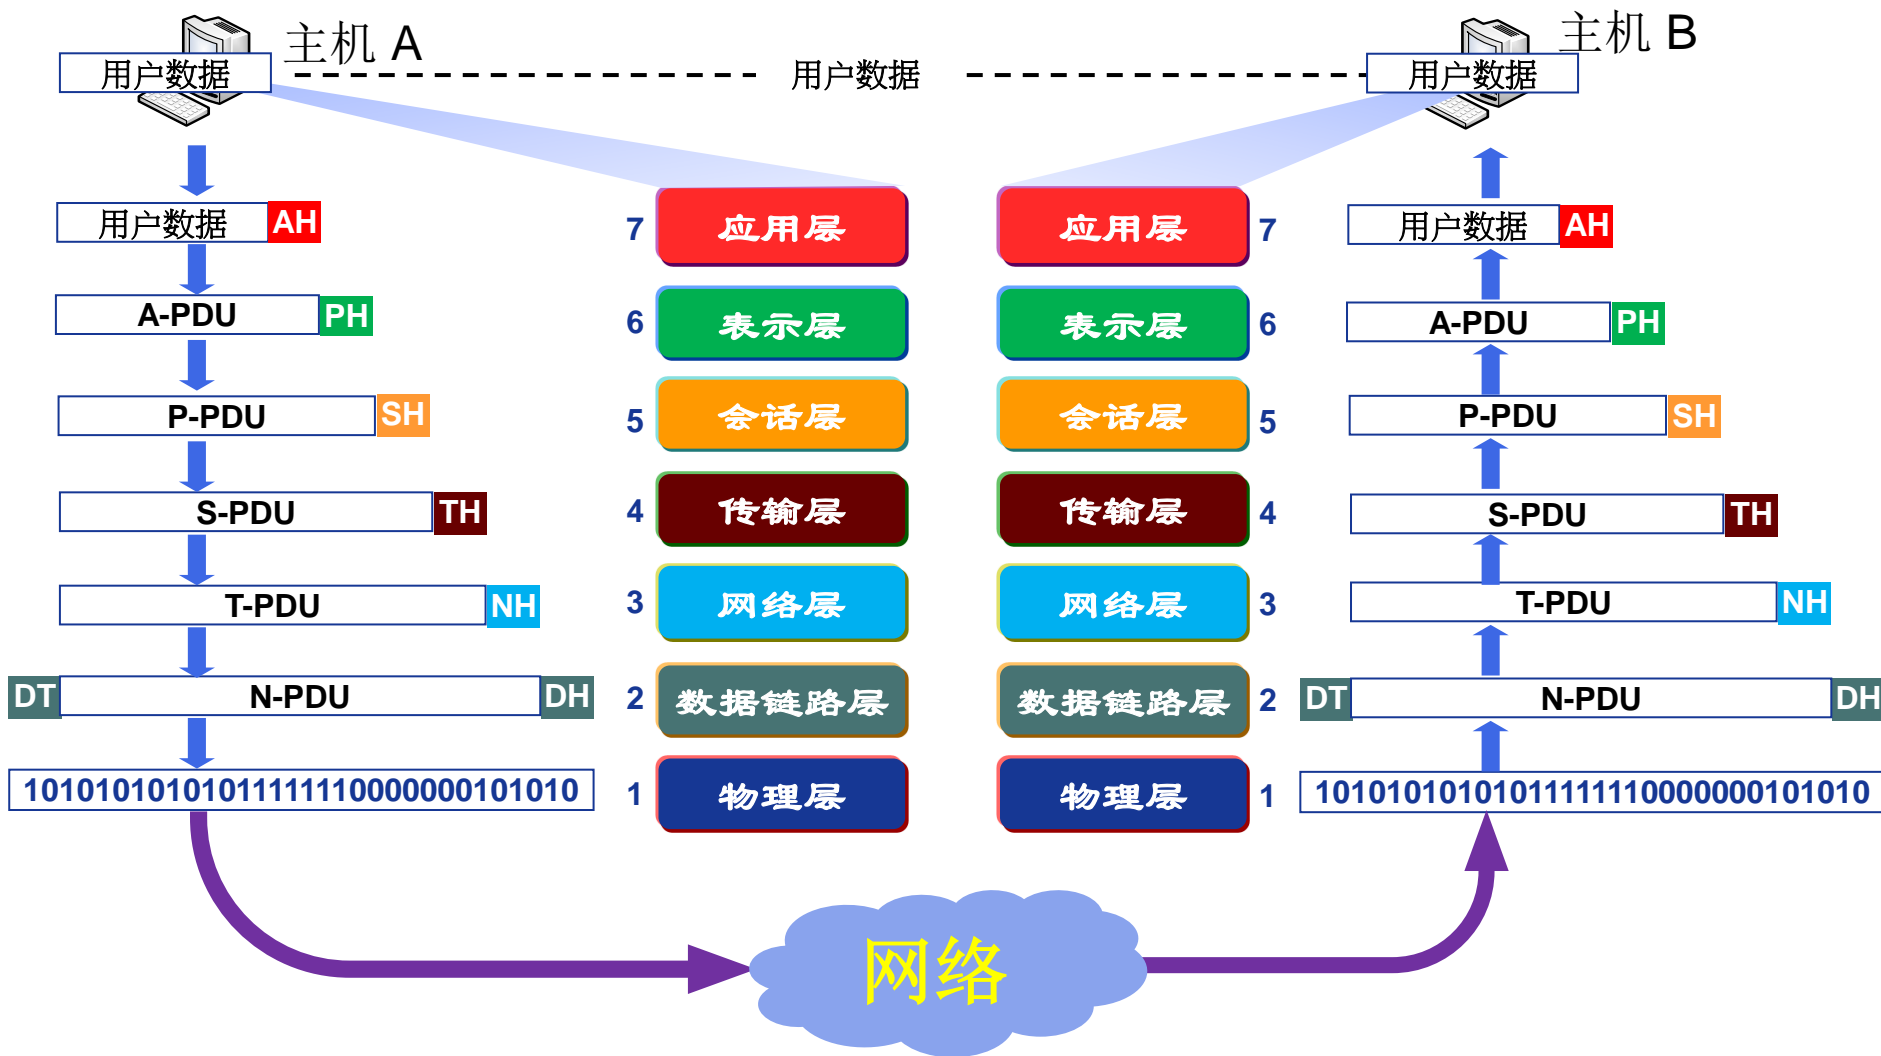 主机 A
主机 B
用户数据
用户数据
用户数据
用户数据 AH
7 应用层
应用层 7
用户数据 AH
A-PDU PH
6 表示层
表示层 6
A-PDU PH
P-PDU SH
5 会话层
会话层 5
P-PDU SH
S-PDU TH
4 传输层
传输层 4
S-PDU TH
T-PDU NH
3 网络层
网络层 3
T-PDU NH
DT N-PDU DH
2 数据链路层
数据链路层 2
DT N-PDU DH
1010101010101111111000000010101​0
1 物理层
物理层 1
1010101010101111111000000010101​0
网络